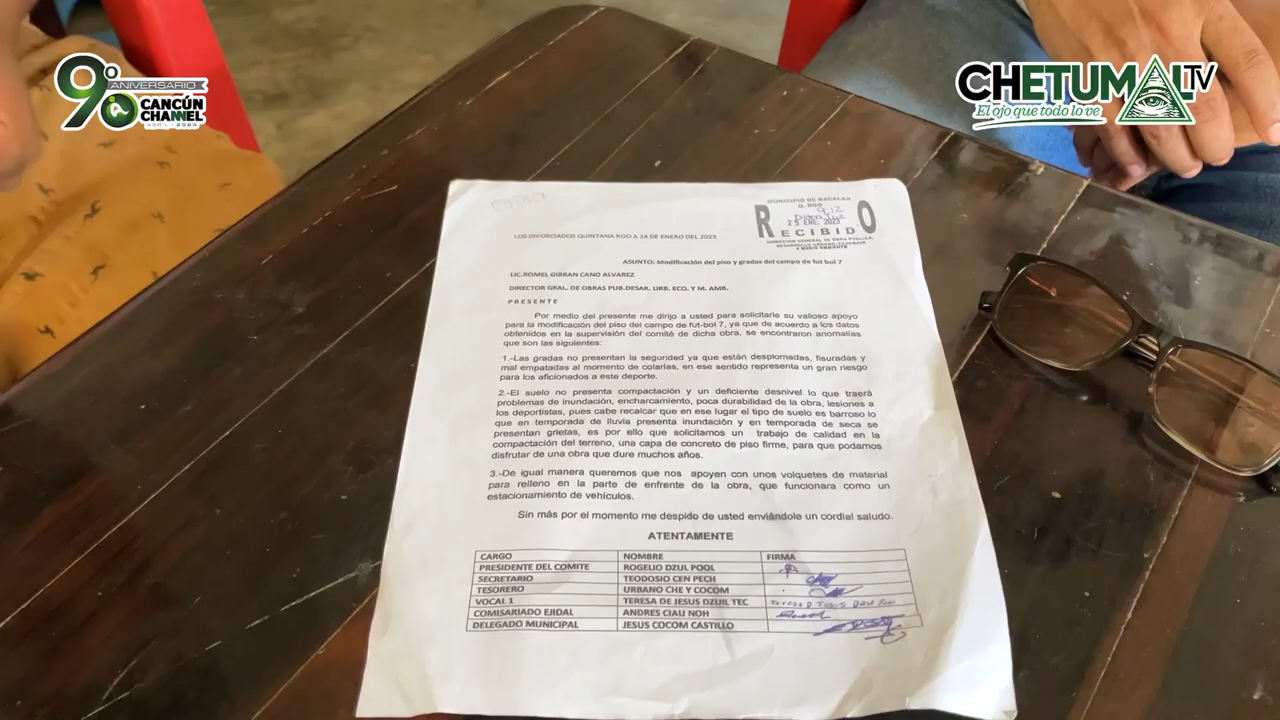 9º
ANIVERSARIO
CANCÚN
CHANNEL
ABRIL · 2023
CHETUMAL TV
El ojo que todo lo ve
MUNICIPIO DE BACALAR
Q. ROO
9:12
25 ENE. 2023
RECIBIDO
DIRECCION GENERAL DE OBRA PUBLICA,
DESARROLLO URBANO, ECOLOGIA
Y MEDIO AMBIENTE
LOS DIVORCIADOS QUINTANA ROO A 24 DE ENERO DEL 2023
ASUNTO: Modificación del piso y gradas del campo de fut bol 7
LIC.ROMEL GIBRAN CANO ALVAREZ
DIRECTOR GRAL. DE OBRAS PUB.DESAR. URB. ECO. Y M. AMB.
P R E S E N T E
Por medio del presente me dirijo a usted para solicitarle su valioso apoyo
para la modificación del piso del campo de fut-bol 7, ya que de acuerdo a los datos
obtenidos en la supervisión del comité de dicha obra, se encontraron anomalías
que son las siguientes:
1.-Las gradas no presentan la seguridad ya que están desplomadas, fisuradas y
mal empatadas al momento de colarlas, en ese sentido representa un gran riesgo
para los aficionados a este deporte.
2.-El suelo no presenta compactación y un deficiente desnivel lo que traerá
problemas de inundación, encharcamiento, poca durabilidad de la obra, lesiones a
los deportistas, pues cabe recalcar que en ese lugar el tipo de suelo es barroso lo
que en temporada de lluvia presenta inundación y en temporada de seca se
presentan grietas, es por ello que solicitamos un trabajo de calidad en la
compactación del terreno, una capa de concreto de piso firme, para que podamos
disfrutar de una obra que dure muchos años.
3.-De igual manera queremos que nos apoyen con unos volquetes de material
para relleno en la parte de enfrente de la obra, que funcionara como un
estacionamiento de vehículos.
Sin más por el momento me despido de usted enviándole un cordial saludo.
ATENTAMENTE
CARGO NOMBRE FIRMA
PRESIDENTE DEL COMITE ROGELIO DZUL POOL
SECRETARIO TEODOSIO CEN PECH
TESORERO URBANO CHE Y COCOM
VOCAL 1 TERESA DE JESUS DZUIL TEC
COMISARIADO EJIDAL ANDRES CIAU NOH
DELEGADO MUNICIPAL JESUS COCOM CASTILLO